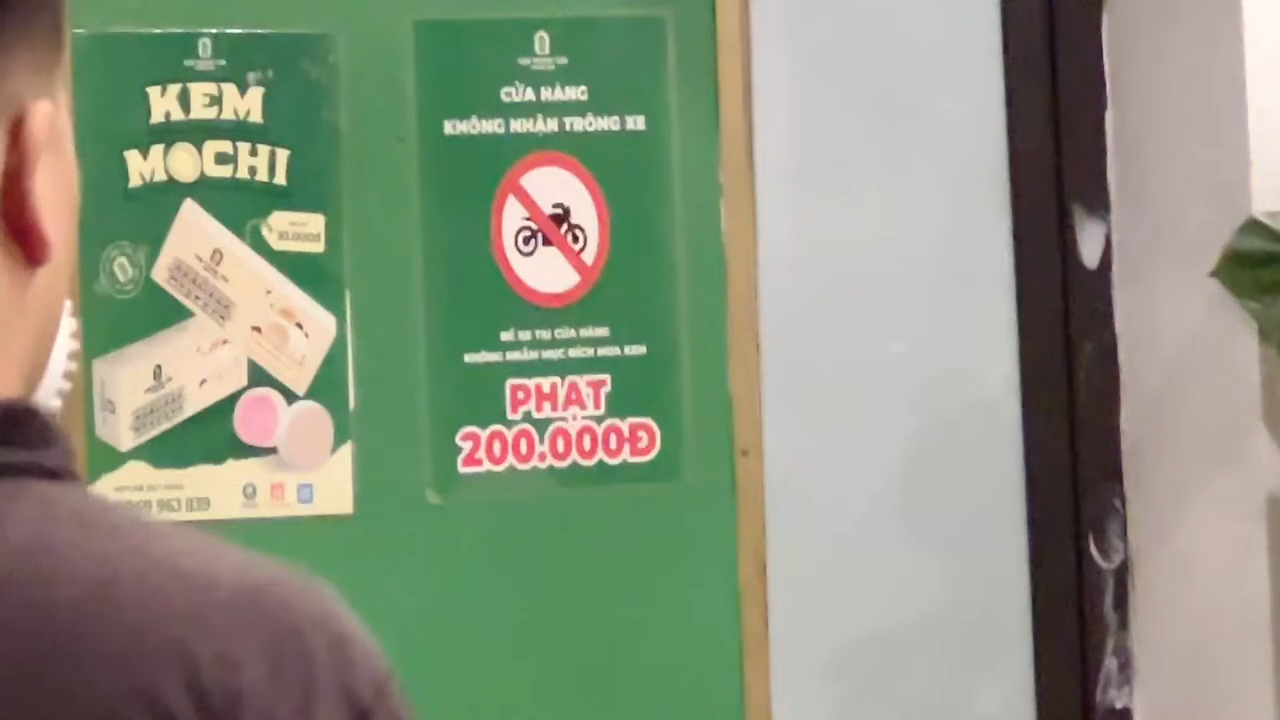 KEM
MOCHI
963 039
CỬA HÀNG
KHÔNG NHẬN TRÔNG XE
ĐỂ XE TẠI CỬA HÀNG
KHÔNG NHẰM MỤC ĐÍCH MUA KEM
PHẠT
200.000Đ